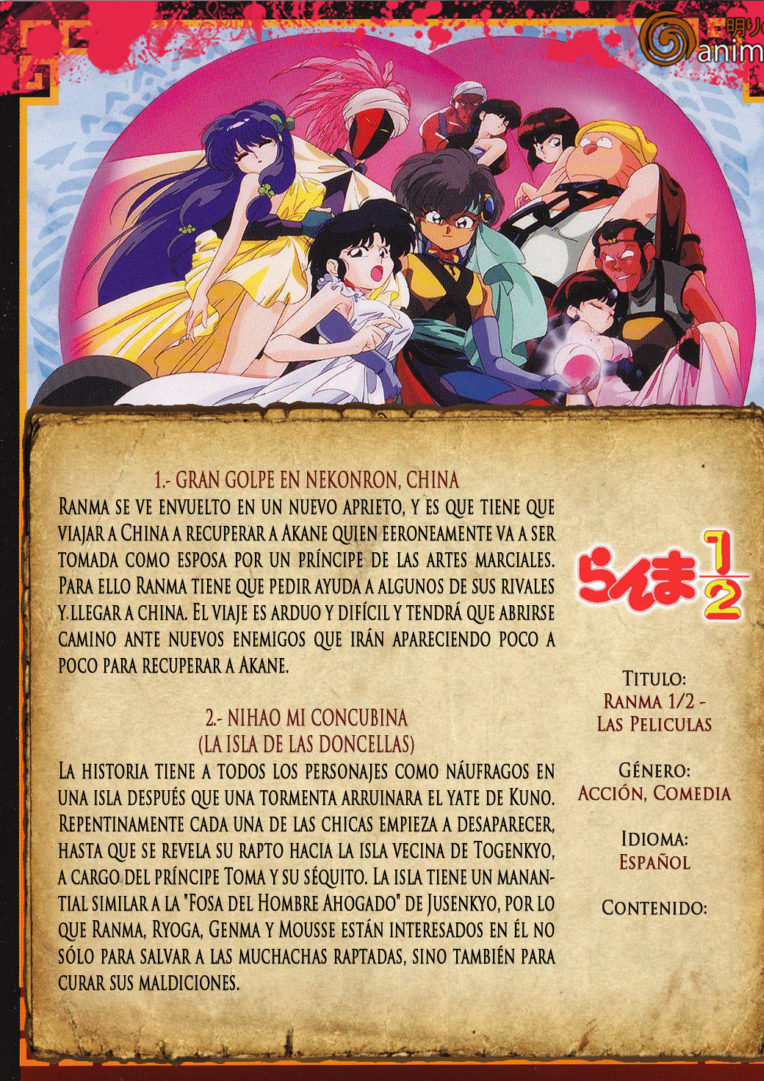 明り
anim
1.- GRAN GOLPE EN NEKONRON, CHINA
RANMA SE VE ENVUELTO EN UN NUEVO APRIETO, Y ES QUE TIENE QUE
VIAJAR A CHINA A RECUPERAR A AKANE QUIEN EERONEAMENTE VA A SER
TOMADA COMO ESPOSA POR UN PRÍNCIPE DE LAS ARTES MARCIALES.
PARA ELLO RANMA TIENE QUE PEDIR AYUDA A ALGUNOS DE SUS RIVALES
Y LLEGAR A CHINA. EL VIAJE ES ARDUO Y DIFÍCIL Y TENDRÁ QUE ABRIRSE
CAMINO ANTE NUEVOS ENEMIGOS QUE IRÁN APARECIENDO POCO A
POCO PARA RECUPERAR A AKANE.
2.- NIHAO MI CONCUBINA
(LA ISLA DE LAS DONCELLAS)
LA HISTORIA TIENE A TODOS LOS PERSONAJES COMO NÁUFRAGOS EN
UNA ISLA DESPUÉS QUE UNA TORMENTA ARRUINARA EL YATE DE KUNO.
REPENTINAMENTE CADA UNA DE LAS CHICAS EMPIEZA A DESAPARECER,
HASTA QUE SE REVELA SU RAPTO HACIA LA ISLA VECINA DE TOGENKYO,
A CARGO DEL PRÍNCIPE TOMA Y SU SÉQUITO. LA ISLA TIENE UN MANAN-
TIAL SIMILAR A LA "FOSA DEL HOMBRE AHOGADO" DE JUSENKYO, POR LO
QUE RANMA, RYOGA, GENMA Y MOUSSE ESTÁN INTERESADOS EN ÉL NO
SÓLO PARA SALVAR A LAS MUCHACHAS RAPTADAS, SINO TAMBIÉN PARA
CURAR SUS MALDICIONES.
らんま1/2
TITULO:
RANMA 1/2 -
LAS PELICULAS
GÉNERO:
ACCIÓN, COMEDIA
IDIOMA:
ESPAÑOL
CONTENIDO: